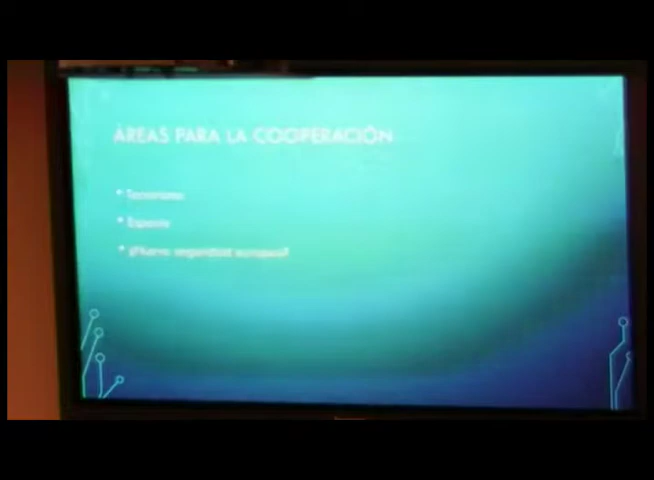 ÁREAS PARA LA COOPERACIÓN
• Terrorismo
• Espacio
• ¿Nueva seguridad europea?